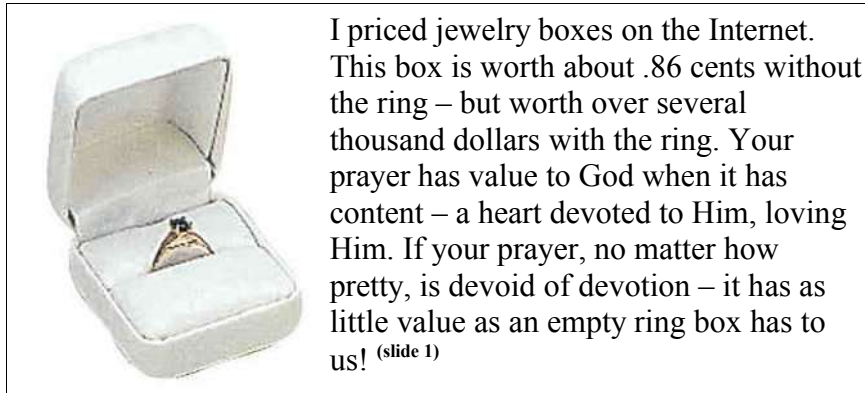 I priced jewelry boxes on the Internet.
This box is worth about .86 cents without
the ring – but worth over several
thousand dollars with the ring. Your
prayer has value to God when it has
content – a heart devoted to Him, loving
Him. If your prayer, no matter how
pretty, is devoid of devotion – it has as
little value as an empty ring box has to
us! (slide 1)